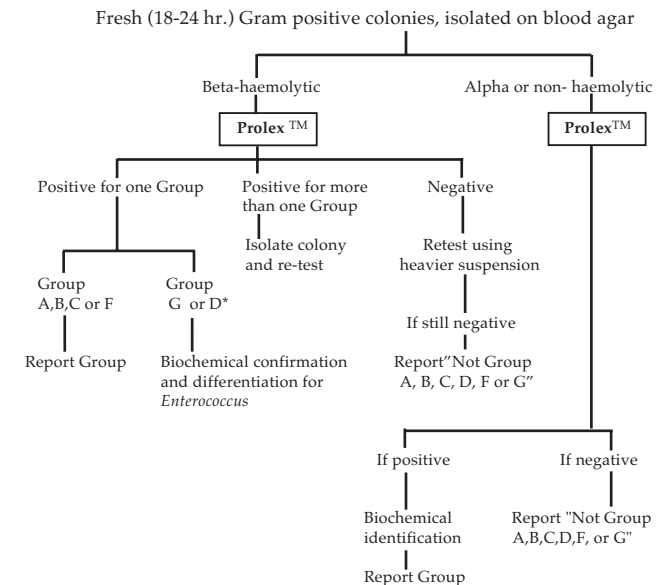 Fresh (18-24 hr.) Gram positive colonies, isolated on blood agar
Beta-haemolytic
Alpha or non- haemolytic
Prolex TM
Prolex™
Positive for one Group
Positive for more
than one Group
Negative
Isolate colony
and re-test
Retest using
heavier suspension
Group
A,B,C or F
Group
G or D*
If still negative
Report Group
Biochemical confirmation
and differentiation for
Enterococcus
Report”Not Group
A, B, C, D, F or G”
If positive
If negative
Biochemical
identification
Report "Not Group
A,B,C,D,F, or G"
Report Group